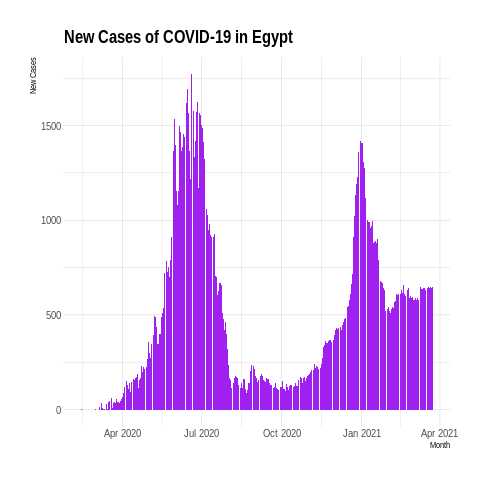 New Cases of COVID-19 in Egypt
New Cases
1500
1000
500
0
Apr 2020 Jul 2020 Oct 2020 Jan 2021 Apr 2021
Month